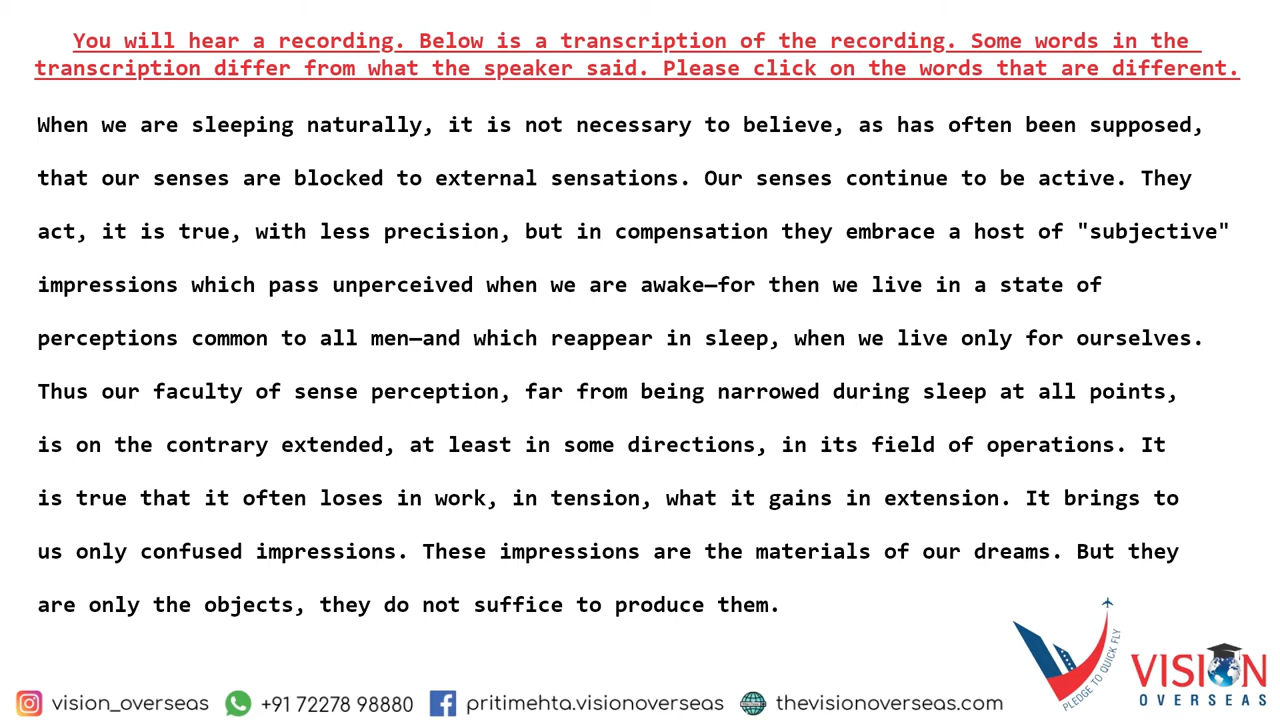 You will hear a recording. Below is a transcription of the recording. Some words in the
transcription differ from what the speaker said. Please click on the words that are different.
When we are sleeping naturally, it is not necessary to believe, as has often been supposed,
that our senses are blocked to external sensations. Our senses continue to be active. They
act, it is true, with less precision, but in compensation they embrace a host of "subjective"
impressions which pass unperceived when we are awake—for then we live in a state of
perceptions common to all men—and which reappear in sleep, when we live only for ourselves.
Thus our faculty of sense perception, far from being narrowed during sleep at all points,
is on the contrary extended, at least in some directions, in its field of operations. It
is true that it often loses in work, in tension, what it gains in extension. It brings to
us only confused impressions. These impressions are the materials of our dreams. But they
are only the objects, they do not suffice to produce them.
PLEDGE TO QUICK FLY
VISION
OVERSEAS
vision_overseas +91 72278 98880 pritimehta.visionoverseas thevisionoverseas.com